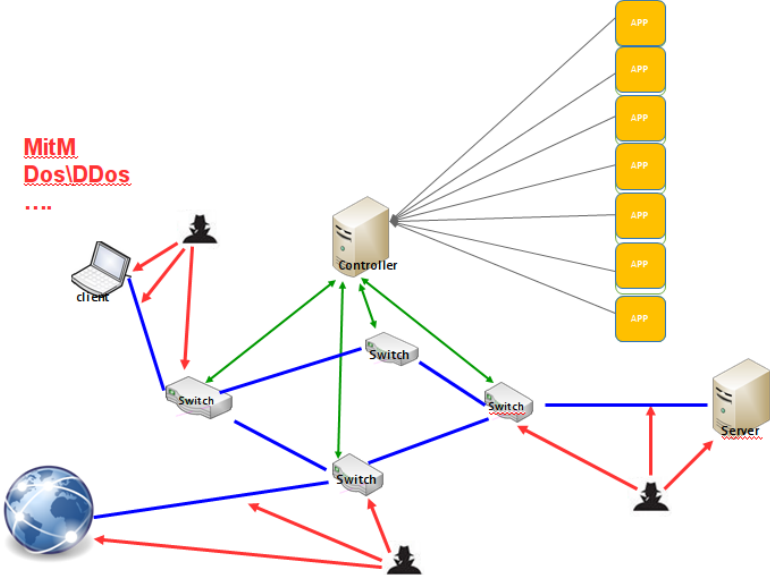 APP
APP
APP
APP
APP
APP
APP
MitM
Dos\DDos
....
Controller
client
Switch
Switch
Switch
Switch
Server